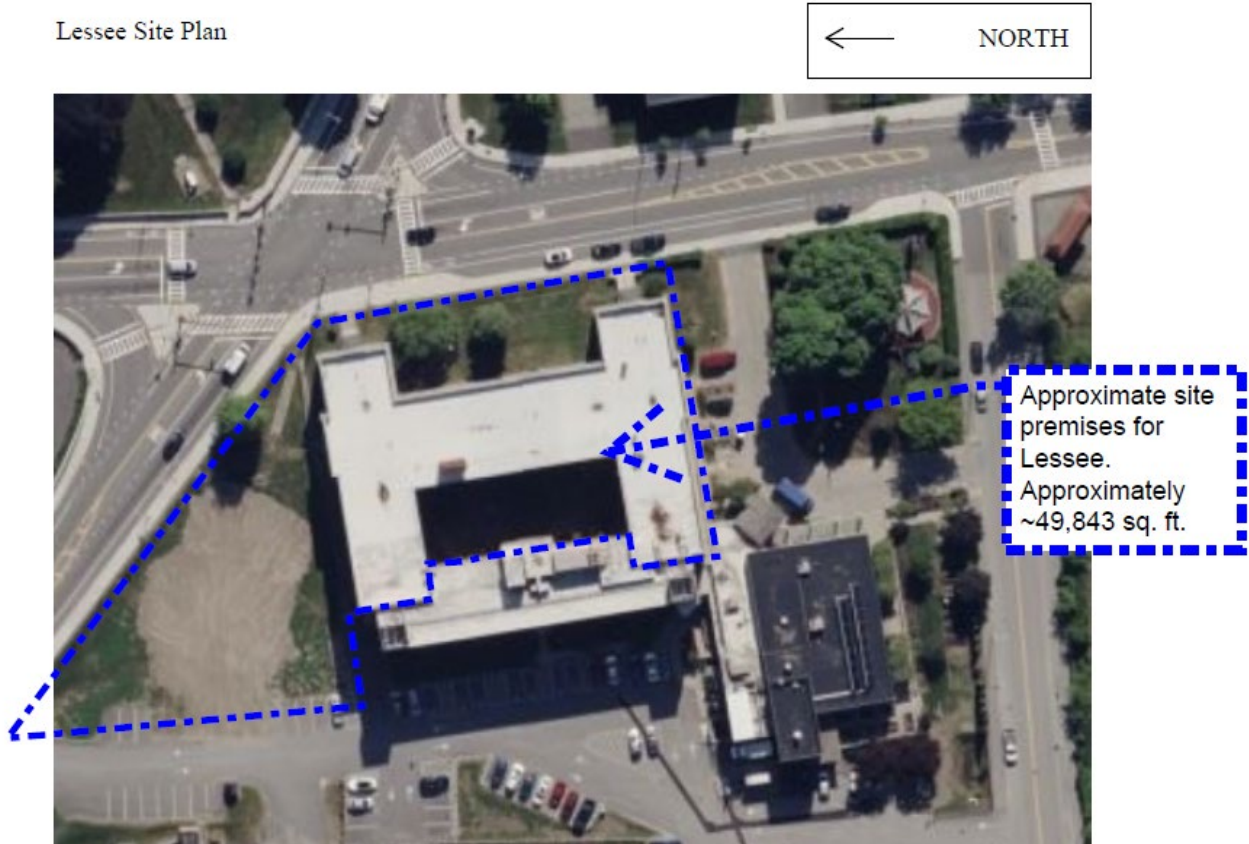 Lessee Site Plan
NORTH
Approximate site
premises for
Lessee.
Approximately
~49,843 sq. ft.